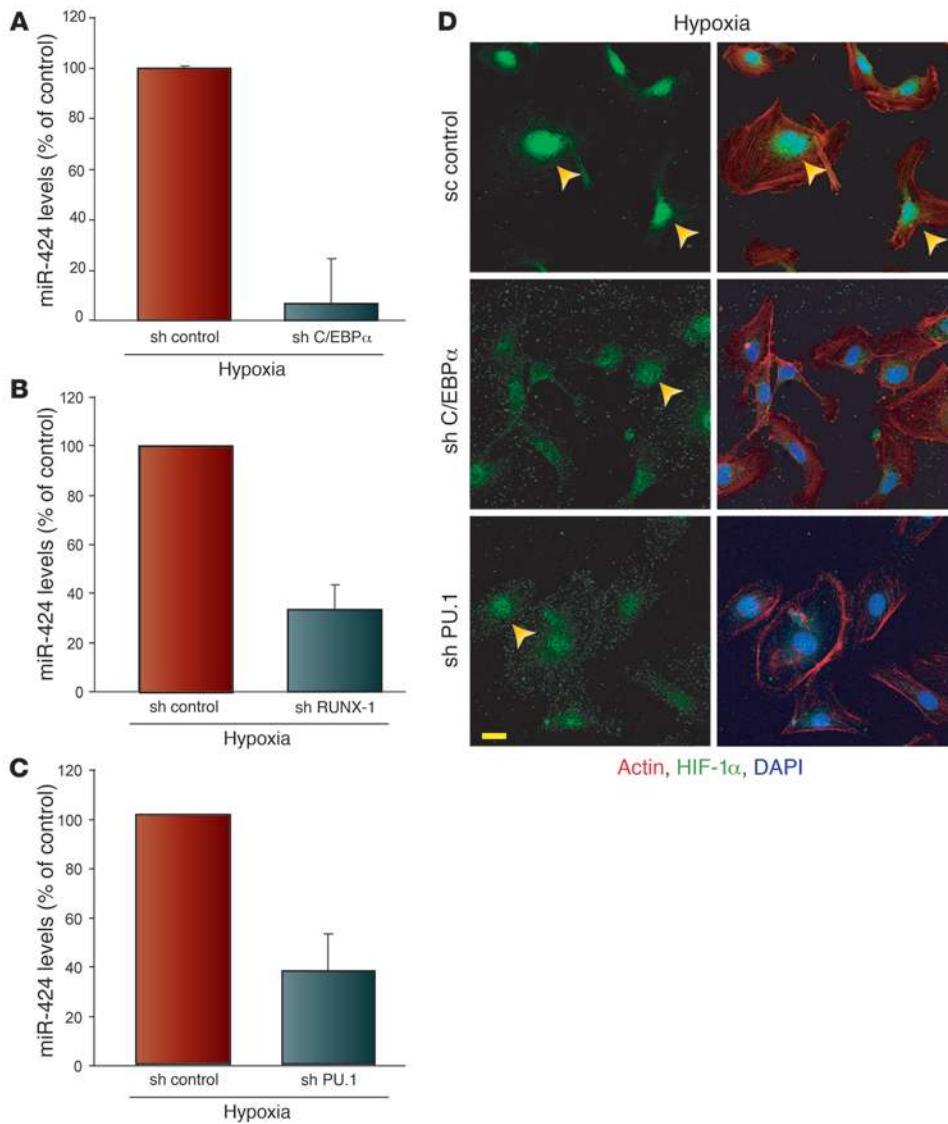 A
miR-424 levels (% of control)
120
100
80
60
40
20
0
sh control
sh C/EBPα
Hypoxia
B
miR-424 levels (% of control)
120
100
80
60
40
20
0
sh control
sh RUNX-1
Hypoxia
C
miR-424 levels (% of control)
120
100
80
60
40
20
0
sh control
sh PU.1
Hypoxia
D
Hypoxia
sc control
sh C/EBPα
sh PU.1
Actin, HIF-1α, DAPI